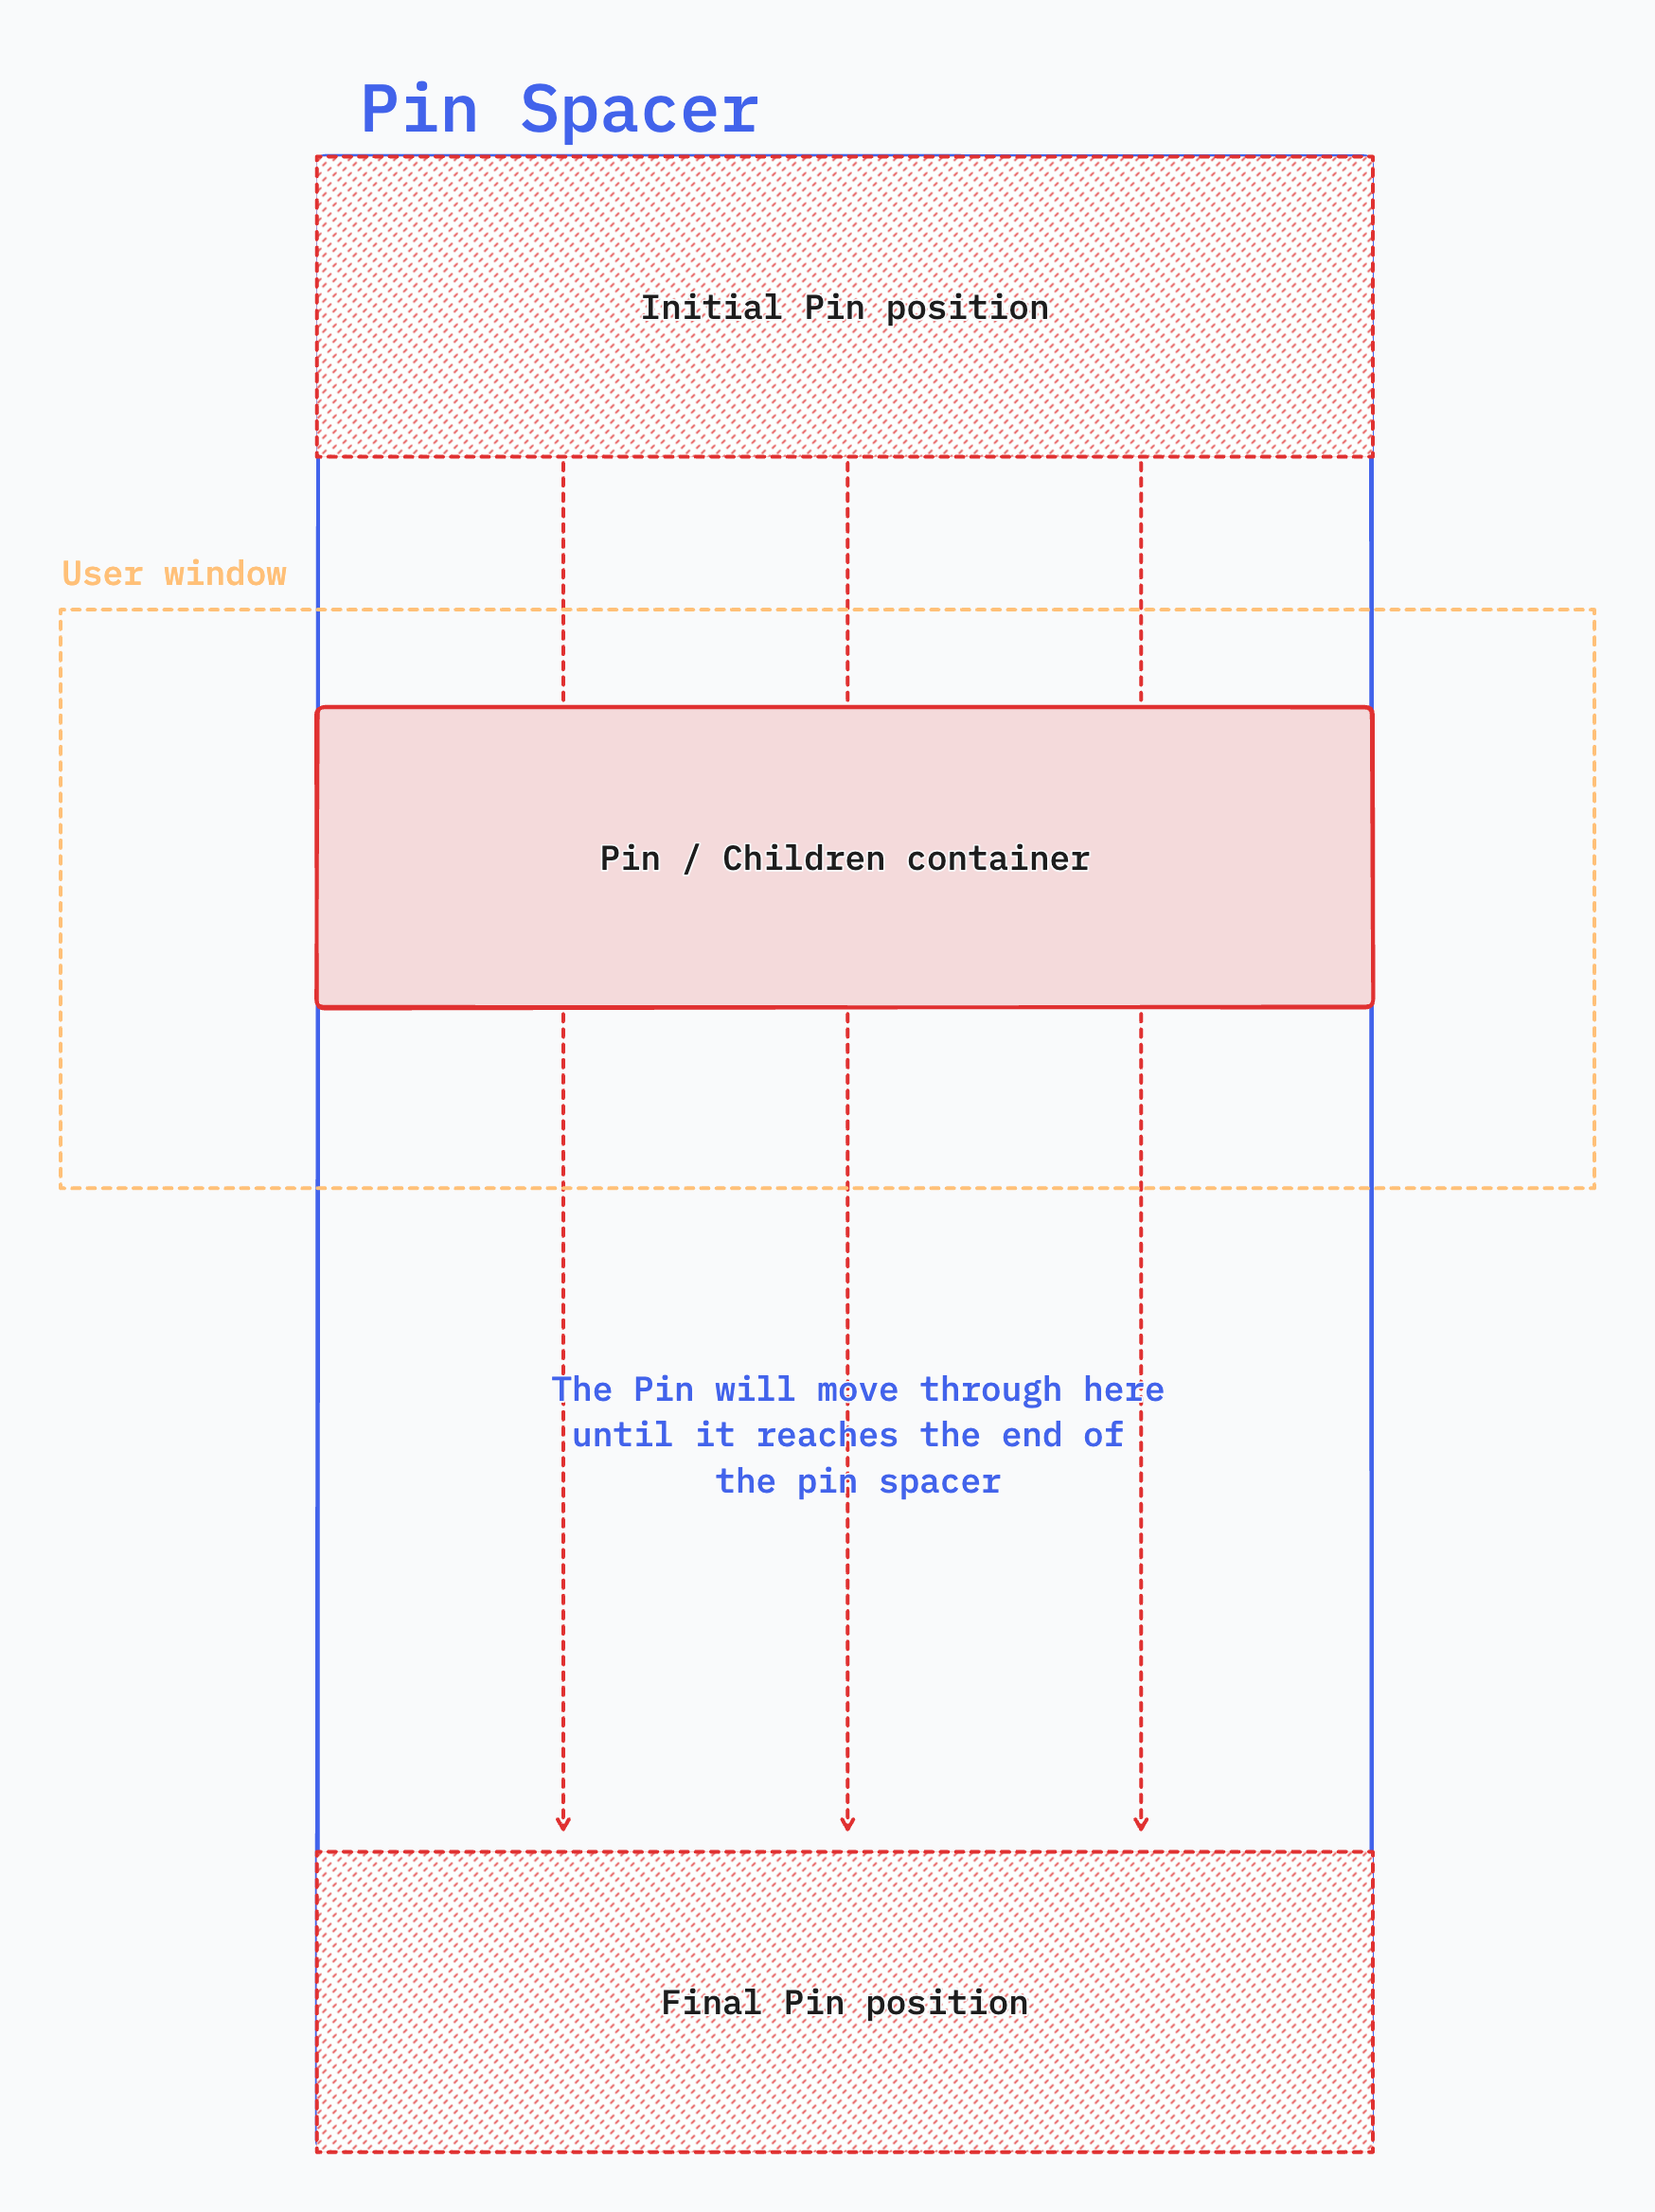 Pin Spacer
Initial Pin position
User window
Pin / Children container
The Pin will move through here
until it reaches the end of
the pin spacer
Final Pin position